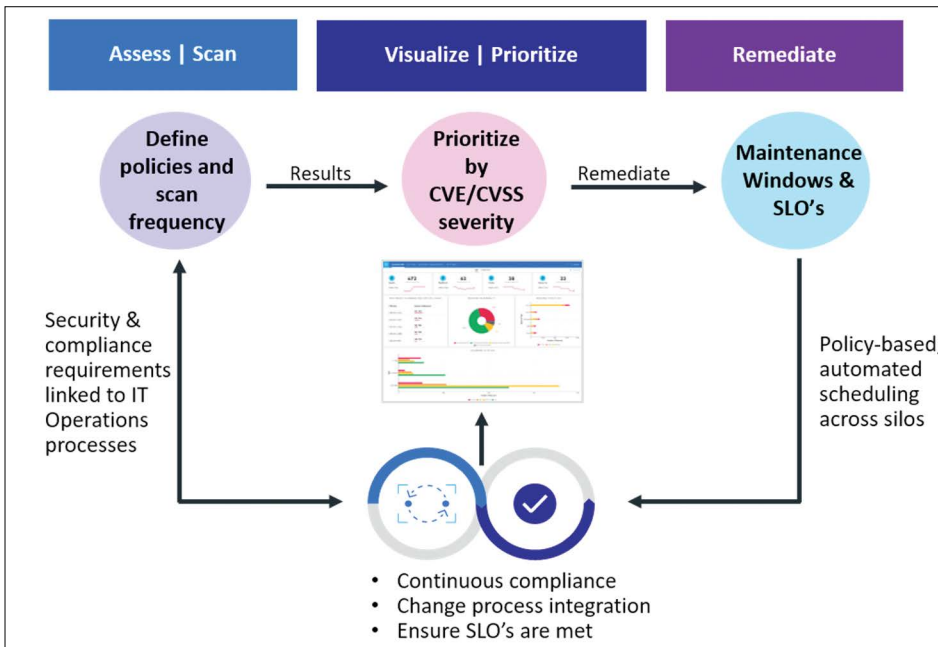 Assess | Scan
Visualize | Prioritize
Remediate
Define
policies and
scan
frequency
Results
Prioritize
by
CVE/CVSS
severity
Remediate
Maintenance
Windows &
SLO's
Security &
compliance
requirements
linked to IT
Operations
processes
Policy-based,
automated
scheduling
across silos
• Continuous compliance
• Change process integration
• Ensure SLO's are met